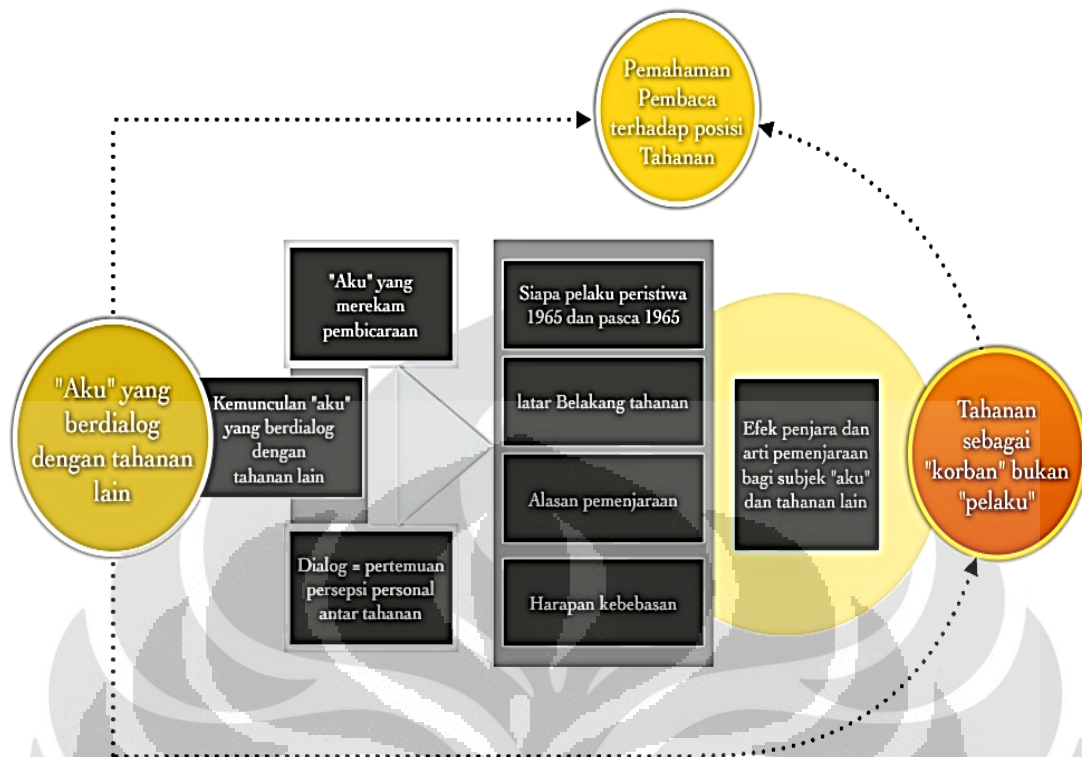 Pemahaman
Pembaca
terhadap posisi
Tahanan
"Aku" yang
berdialog
dengan tahanan
lain
Kemunculan "aku"
yang berdialog
dengan
tahanan lain
"Aku" yang
merekam
pembicaraan
Dialog = pertemuan
persepsi personal
antar tahanan
Siapa pelaku peristiwa
1965 dan pasca 1965
latar Belakang tahanan
Alasan pemenjaraan
Harapan kebebasan
Efek penjara dan
arti pemenjaraan
bagi subjek "aku"
dan tahanan lain
Tahanan
sebagai
"korban" bukan
"pelaku"